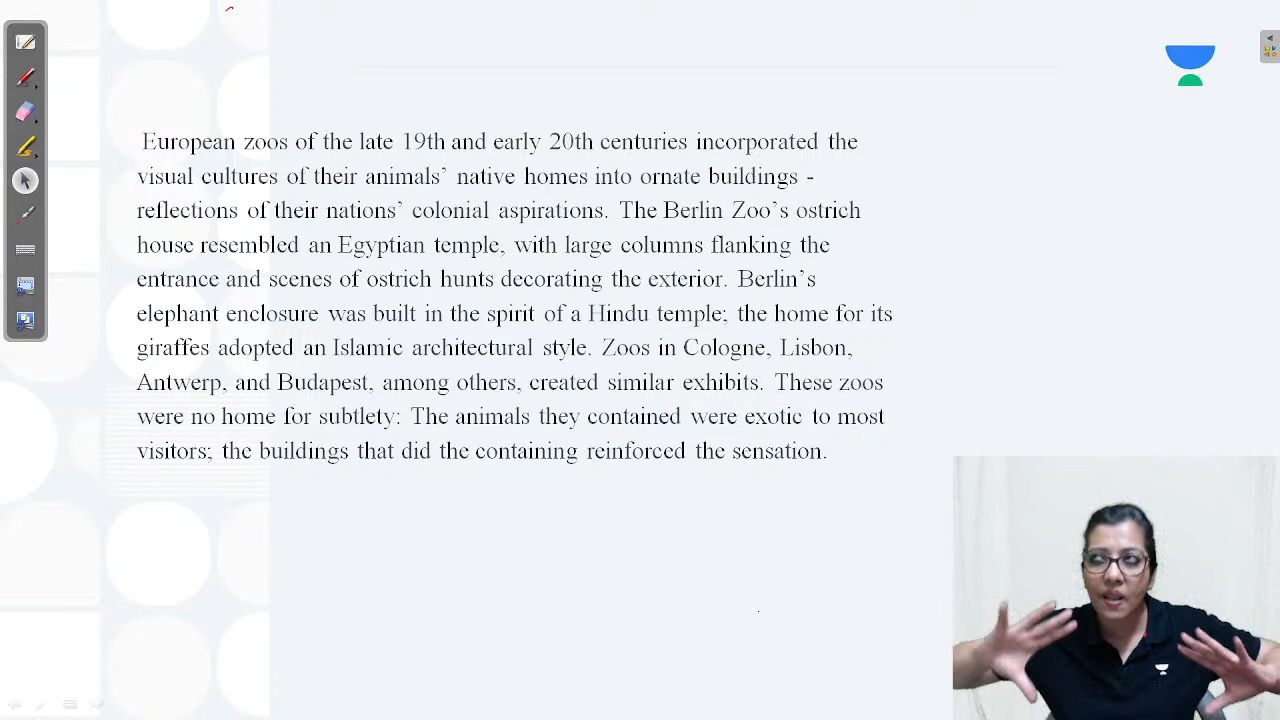 European zoos of the late 19th and early 20th centuries incorporated the
visual cultures of their animals’ native homes into ornate buildings -
reflections of their nations’ colonial aspirations. The Berlin Zoo’s ostrich
house resembled an Egyptian temple, with large columns flanking the
entrance and scenes of ostrich hunts decorating the exterior. Berlin’s
elephant enclosure was built in the spirit of a Hindu temple; the home for its
giraffes adopted an Islamic architectural style. Zoos in Cologne, Lisbon,
Antwerp, and Budapest, among others, created similar exhibits. These zoos
were no home for subtlety: The animals they contained were exotic to most
visitors; the buildings that did the containing reinforced the sensation.